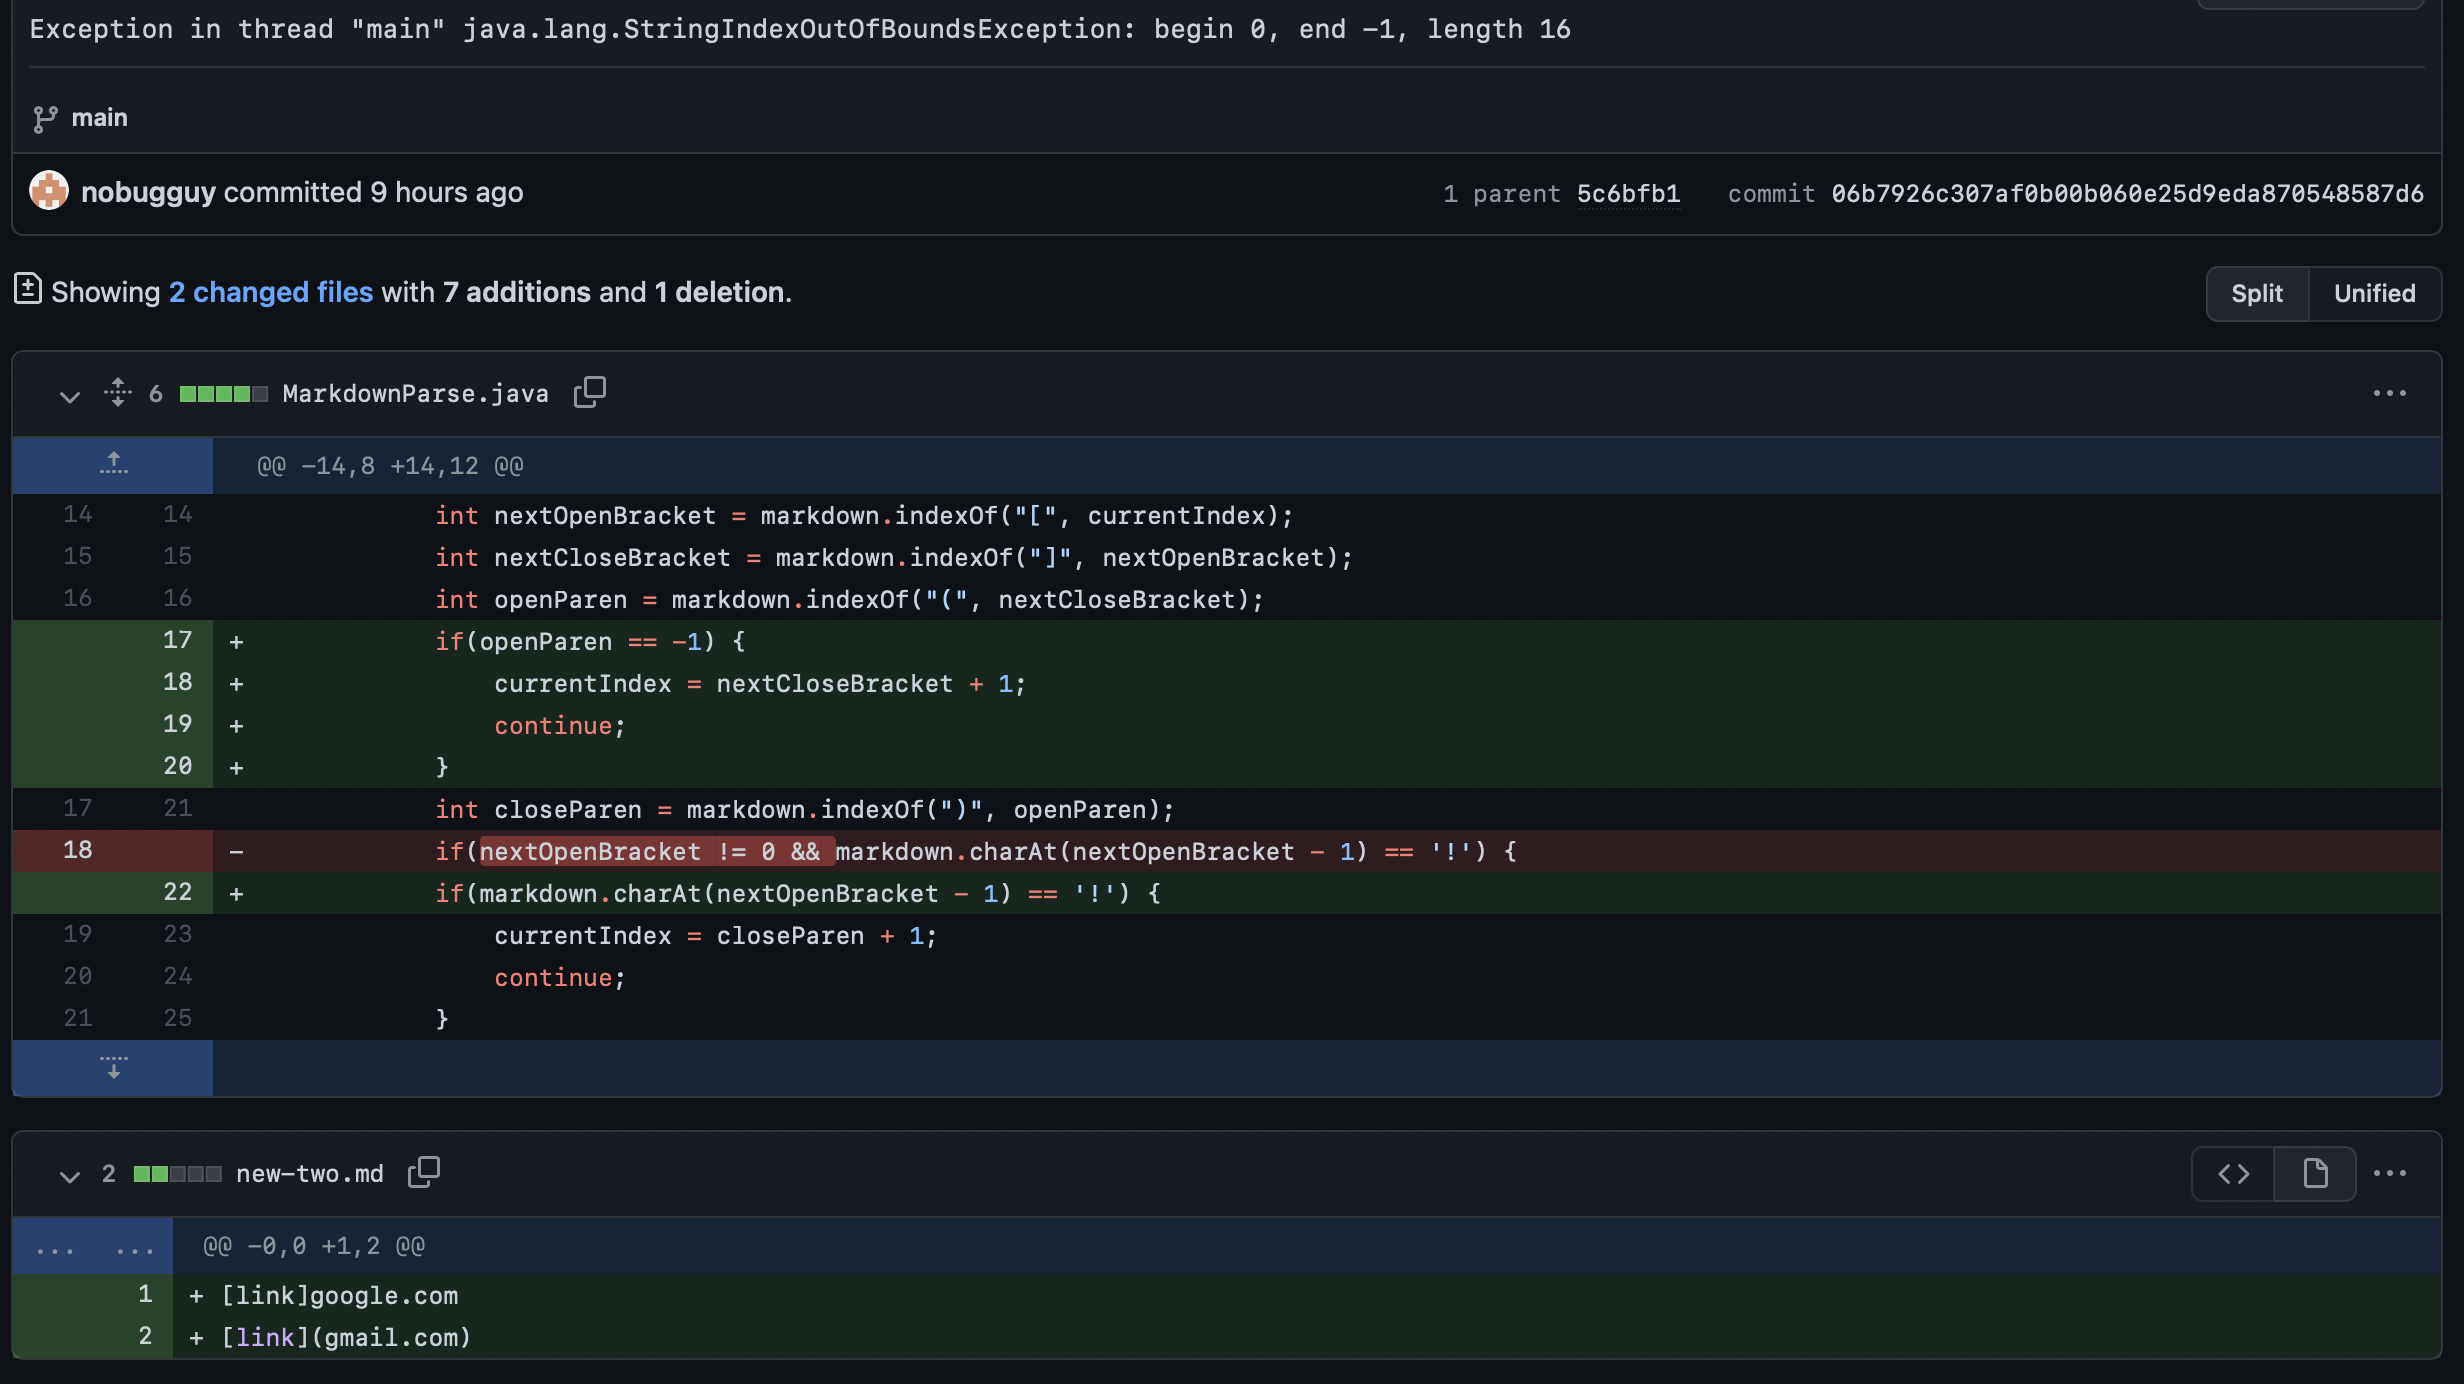 Exception in thread "main" java.lang.StringIndexOutOfBoundsException: begin 0, end -1, length 16
main
nobugguy committed 9 hours ago 1 parent 5c6bfb1 commit 06b7926c307af0b00b060e25d9eda870548587d6
Showing 2 changed files with 7 additions and 1 deletion. Split Unified
6 MarkdownParse.java
@@ -14,8 +14,12 @@
14 14 int nextOpenBracket = markdown.indexOf("[", currentIndex);
15 15 int nextCloseBracket = markdown.indexOf("]", nextOpenBracket);
16 16 int openParen = markdown.indexOf("(", nextCloseBracket);
17 + if(openParen == -1) {
18 + currentIndex = nextCloseBracket + 1;
19 + continue;
20 + }
17 21 int closeParen = markdown.indexOf(")", openParen);
18 - if(nextOpenBracket != 0 && markdown.charAt(nextOpenBracket - 1) == '!') {
22 + if(markdown.charAt(nextOpenBracket - 1) == '!') {
19 23 currentIndex = closeParen + 1;
20 24 continue;
21 25 }
2 new-two.md
... ... @@ -0,0 +1,2 @@
1 + [link]google.com
2 + [link](gmail.com)